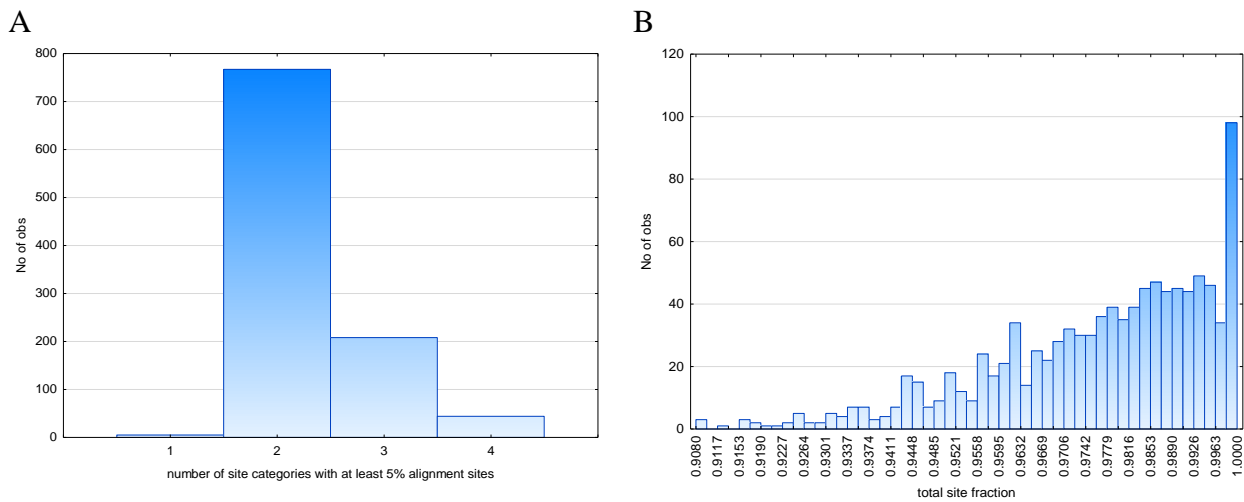 A
800
700
600
500
400
300
200
100
0
No of obs
1 2 3 4
number of site categories with at least 5% alignment sites
B
120
100
80
60
40
20
0
No of obs
0.9080 0.9117 0.9153 0.9190 0.9227 0.9264 0.9301 0.9337 0.9374 0.9411 0.9448 0.9485 0.9521 0.9558 0.9595 0.9632 0.9669 0.9706 0.9742 0.9779 0.9816 0.9853 0.9890 0.9926 0.9963 1.0000
total site fraction